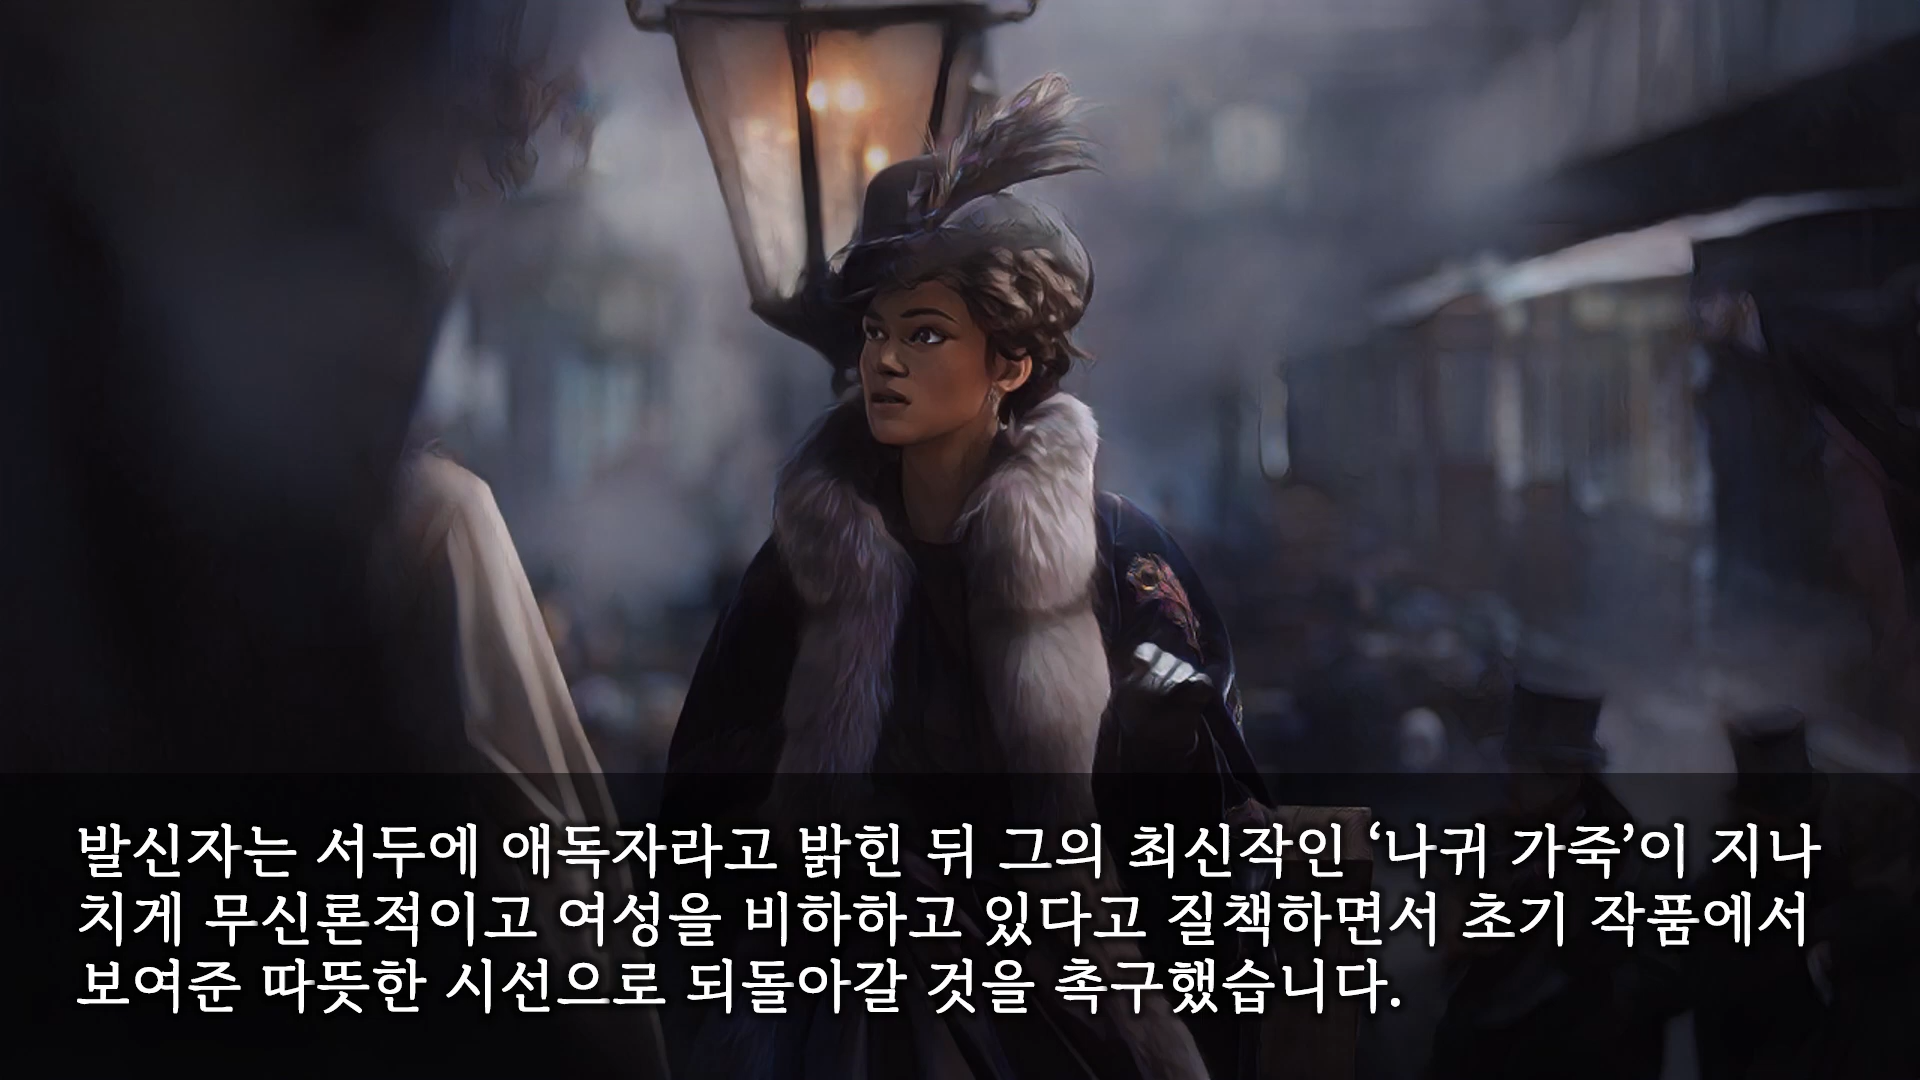 발신자는 서두에 애독자라고 밝힌 뒤 그의 최신작인 ‘나귀 가죽’이 지나
치게 무신론적이고 여성을 비하하고 있다고 질책하면서 초기 작품에서
보여준 따뜻한 시선으로 되돌아갈 것을 촉구했습니다.